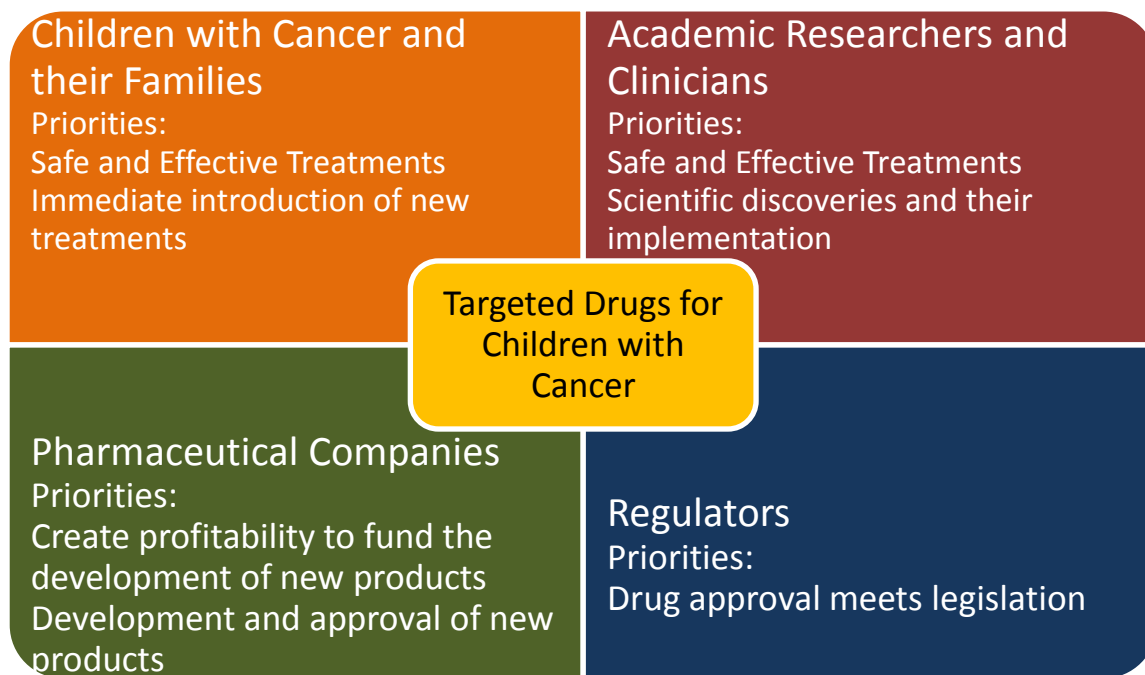 Children with Cancer and
their Families
Priorities:
Safe and Effective Treatments
Immediate introduction of new
treatments
Academic Researchers and
Clinicians
Priorities:
Safe and Effective Treatments
Scientific discoveries and their
implementation
Targeted Drugs for
Children with
Cancer
Pharmaceutical Companies
Priorities:
Create profitability to fund the
development of new products
Development and approval of new
products
Regulators
Priorities:
Drug approval meets legislation